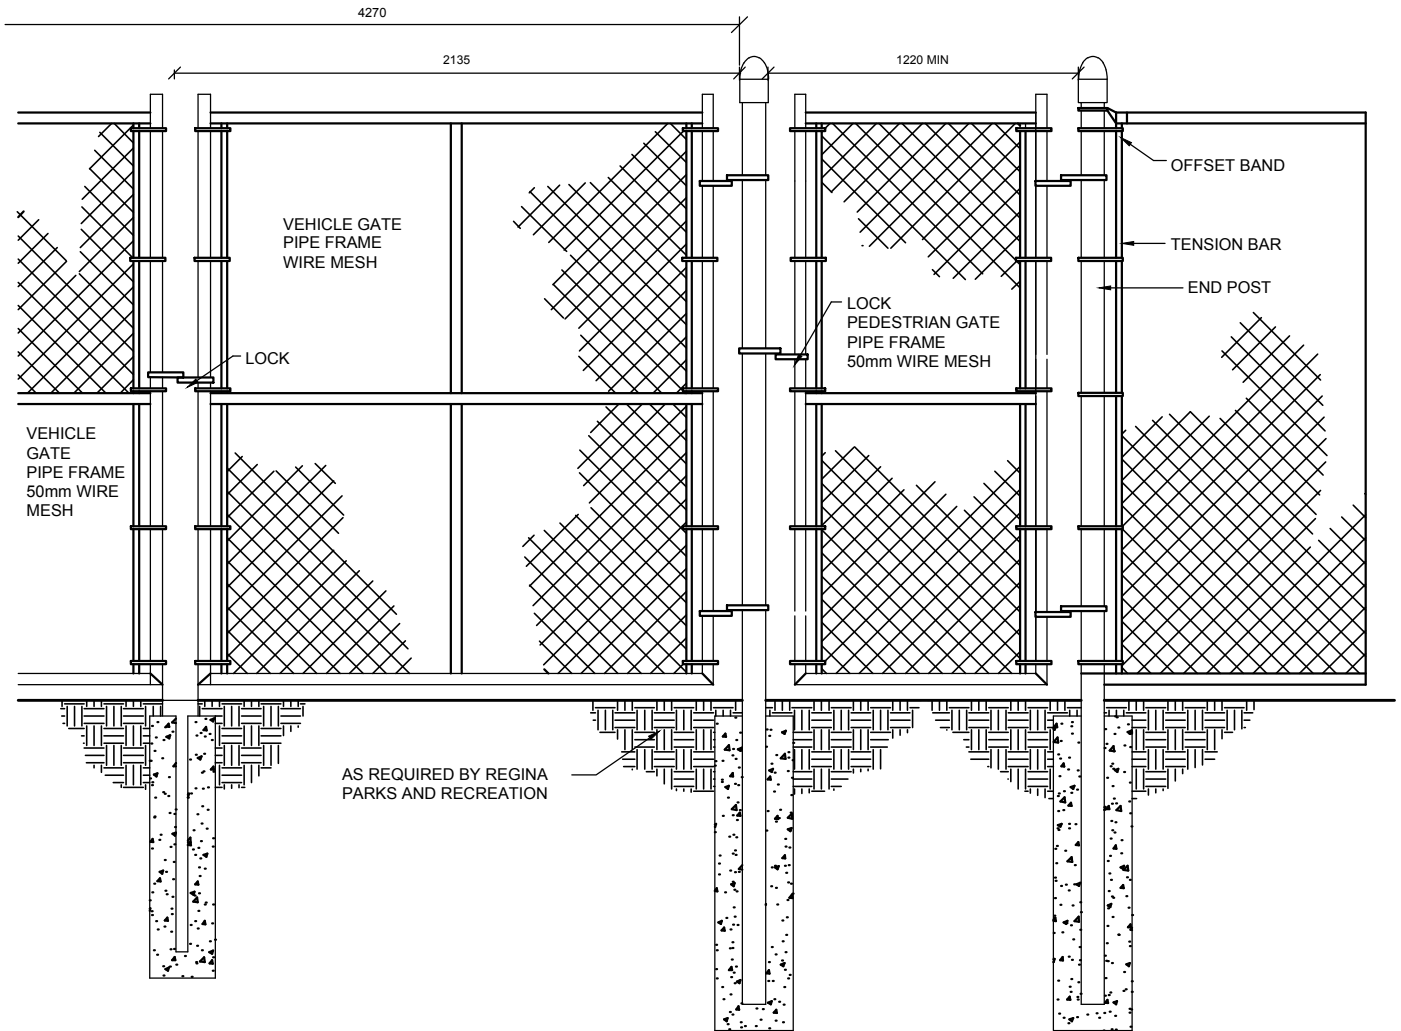 4270
2135
1220 MIN
OFFSET BAND
TENSION BAR
END POST
VEHICLE GATE
PIPE FRAME
WIRE MESH
LOCK
PEDESTRIAN GATE
PIPE FRAME
50mm WIRE MESH
LOCK
VEHICLE
GATE
PIPE FRAME
50mm WIRE
MESH
AS REQUIRED BY REGINA
PARKS AND RECREATION